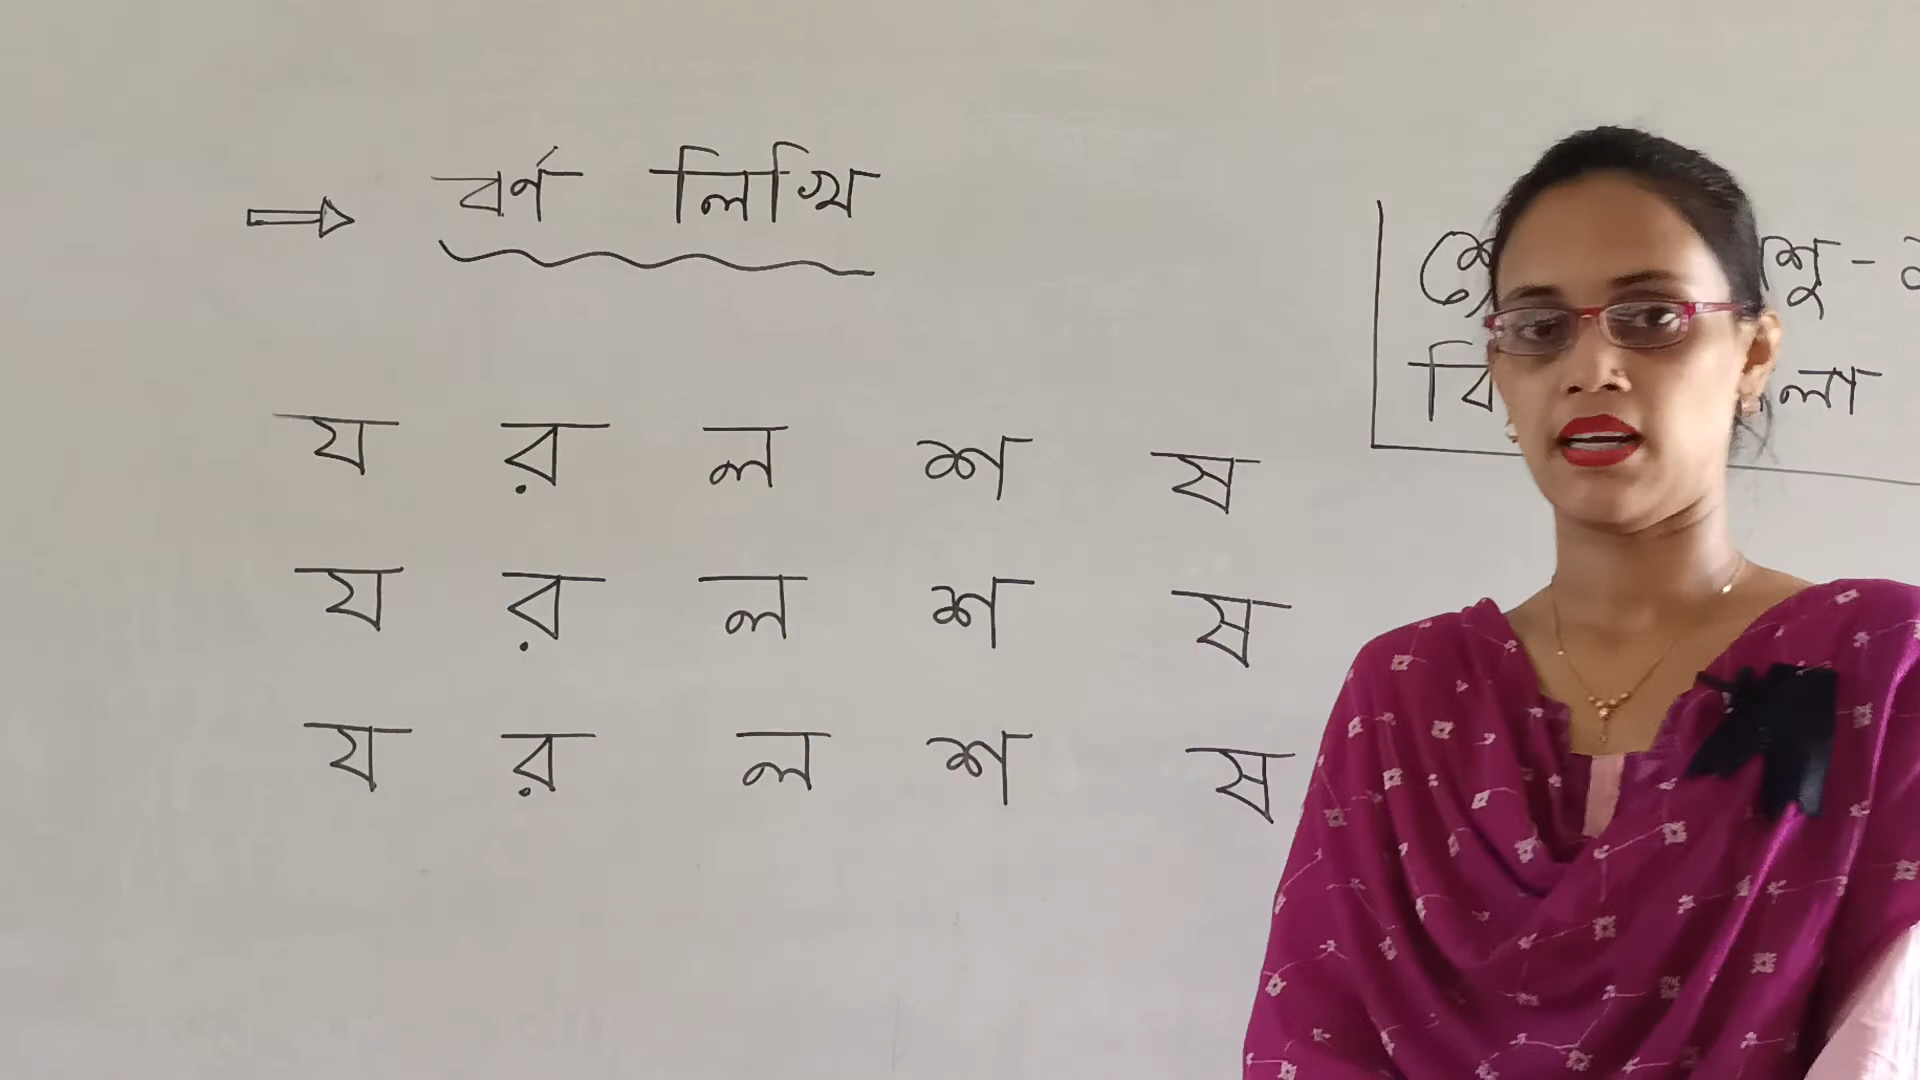 বর্ণ লিখি
য র ল শ ষ
য র ল শ ষ
য র ল শ ষ